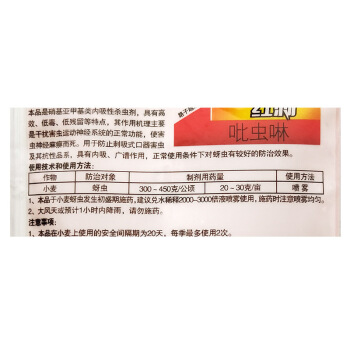 本品是硝基亚甲基类内吸性杀虫剂，具有高
效、低毒、低残留等特点，其作用机理主要
是干扰害虫运动神经系统的正常功能，使害
虫神经麻痹而死。用于防止刺吸式口器害虫
及其抗性品系，具有内吸、广谱作用，正常使用条件下对蚜虫有较好的防治效果。
吡虫啉
使用技术和使用方法：
作物 防治对象 制剂用药量 使用方法
小麦 蚜虫 300～450克/公顷 20～30克/亩 喷雾
1、本品于小麦蚜虫发生初盛期施药，建议兑水稀释2000-3000倍液喷雾使用，施药时注意喷雾均匀。
2、大风天或预计1小时内降雨，请勿施药。
注意事项：
1、本品在小麦上使用的安全间隔期为20天，每季最多使用2次。